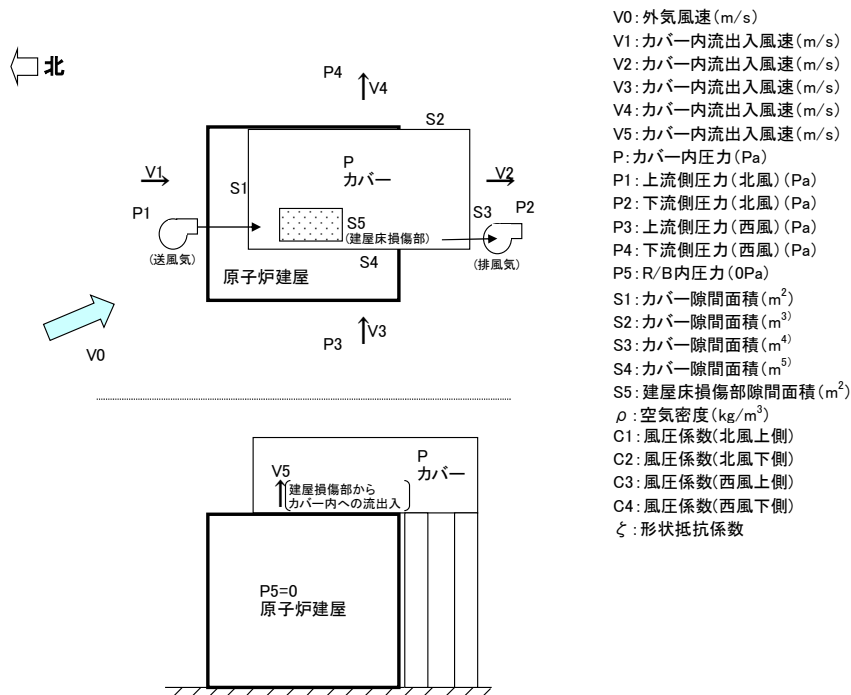 北
P4
V4
S2
P
カバー
V1
V2
S1
P1
S5
S3
P2
(建屋床損傷部)
(送風気)
S4
(排風気)
原子炉建屋
V3
P3
V0
P
カバー
V5
建屋損傷部から
カバー内への流出入
P5=0
原子炉建屋
V0:外気風速(m/s)
V1:カバー内流出入風速(m/s)
V2:カバー内流出入風速(m/s)
V3:カバー内流出入風速(m/s)
V4:カバー内流出入風速(m/s)
V5:カバー内流出入風速(m/s)
P:カバー内圧力(Pa)
P1:上流側圧力(北風)(Pa)
P2:下流側圧力(北風)(Pa)
P3:上流側圧力(西風)(Pa)
P4:下流側圧力(西風)(Pa)
P5:R/B内圧力(0Pa)
S1:カバー隙間面積(m²)
S2:カバー隙間面積(m³⁾
S3:カバー隙間面積(m⁴⁾
S4:カバー隙間面積(m⁵⁾
S5:建屋床損傷部隙間面積(m²)
ρ:空気密度(kg/m³)
C1:風圧係数(北風上側)
C2:風圧係数(北風下側)
C3:風圧係数(西風上側)
C4:風圧係数(西風下側)
ζ:形状抵抗係数